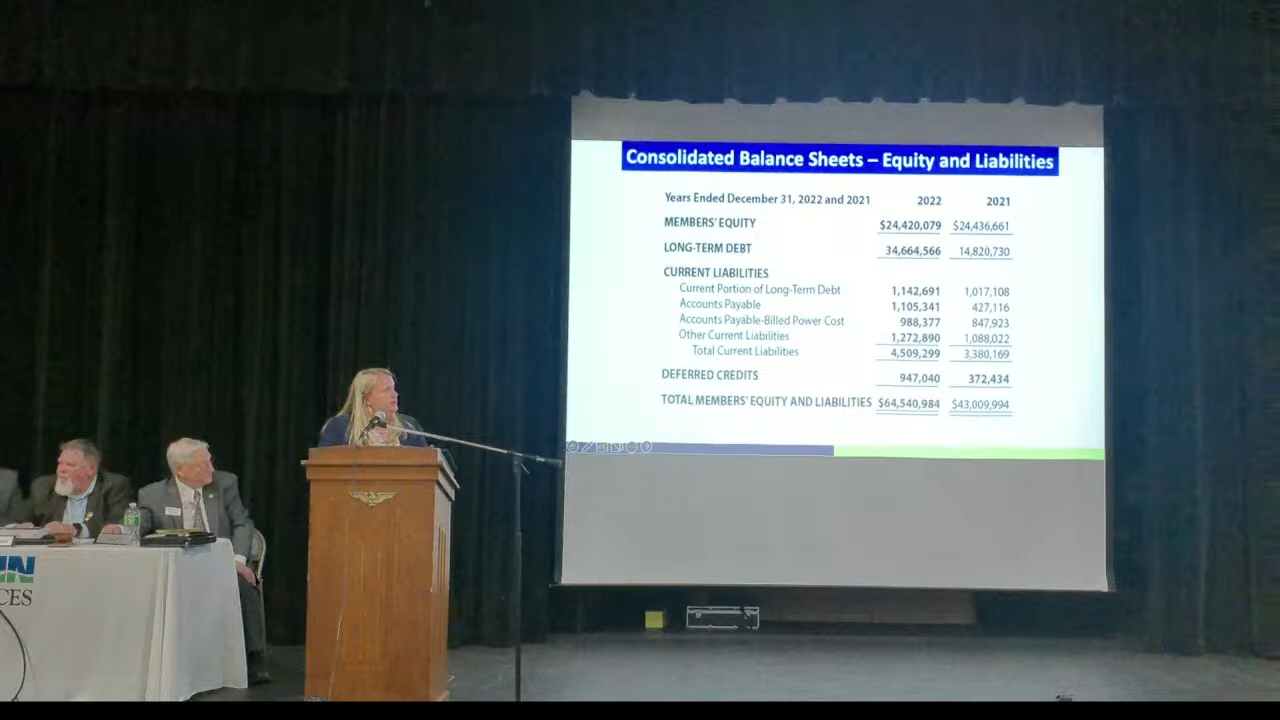 Consolidated Balance Sheets – Equity and Liabilities
Years Ended December 31, 2022 and 2021 2022 2021
MEMBERS' EQUITY $24,420,079 $24,436,661
LONG-TERM DEBT 34,664,566 14,820,730
CURRENT LIABILITIES
Current Portion of Long-Term Debt 1,142,691 1,017,108
Accounts Payable 1,105,341 427,116
Accounts Payable-Billed Power Cost 988,377 847,923
Other Current Liabilities 1,272,890 1,088,022
Total Current Liabilities 4,509,299 3,380,169
DEFERRED CREDITS 947,040 372,434
TOTAL MEMBERS' EQUITY AND LIABILITIES $64,540,984 $43,009,994
CES